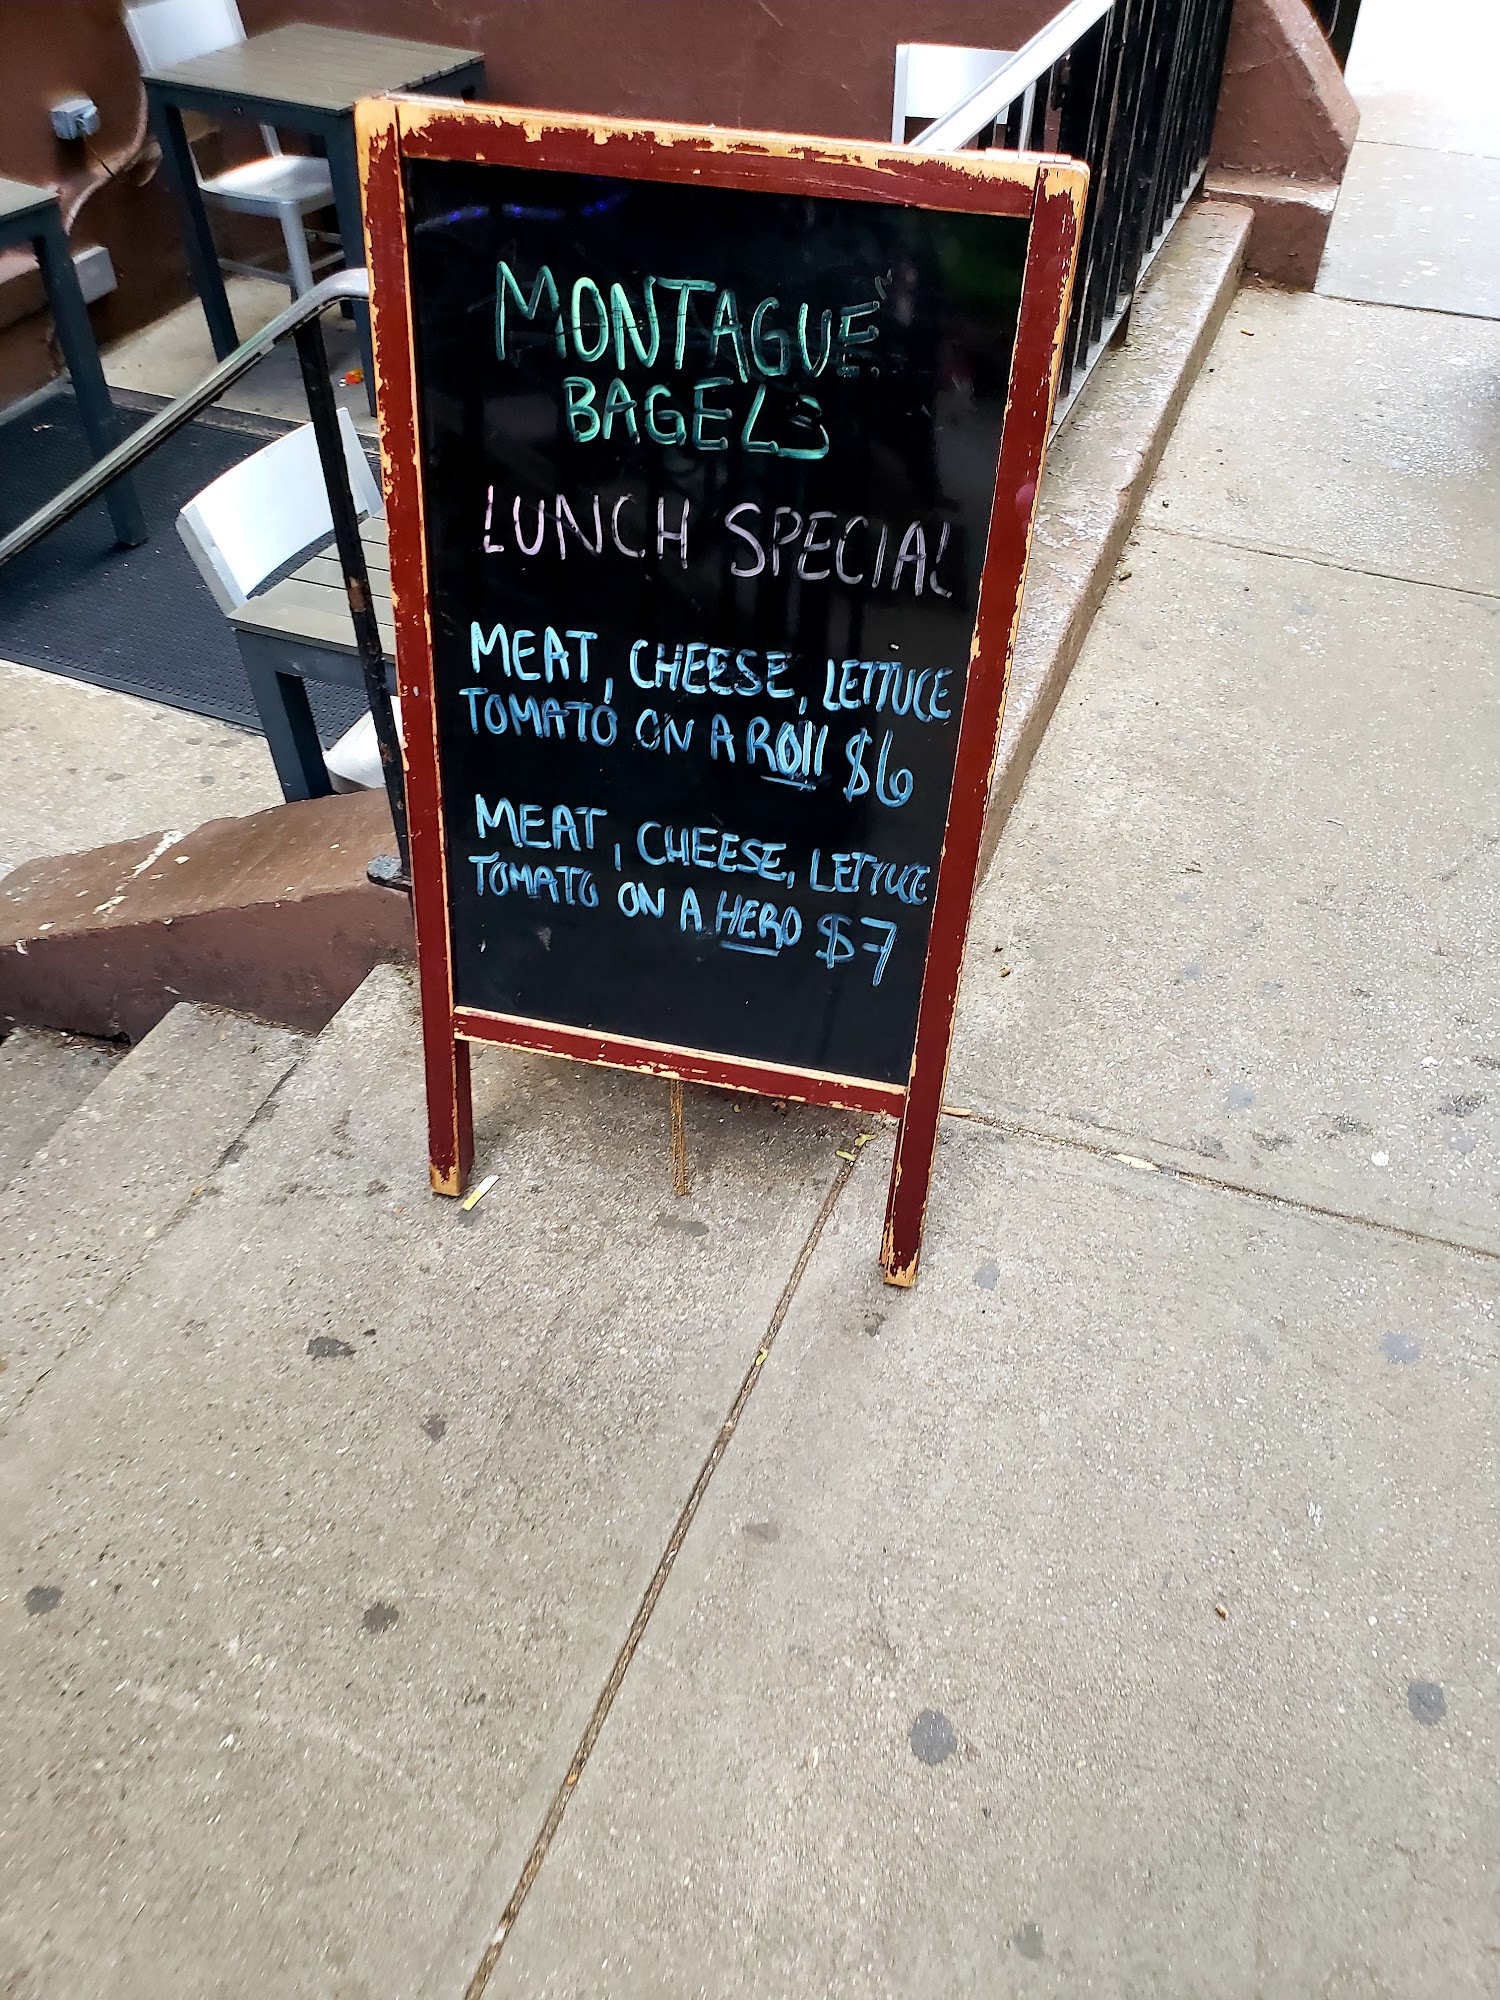 MONTAGUE
BAGELS
LUNCH SPECIAL
MEAT, CHEESE, LETTUCE
TOMATO ON A ROll $6
MEAT, CHEESE, LETTUCE
TOMATO ON A HERO $7